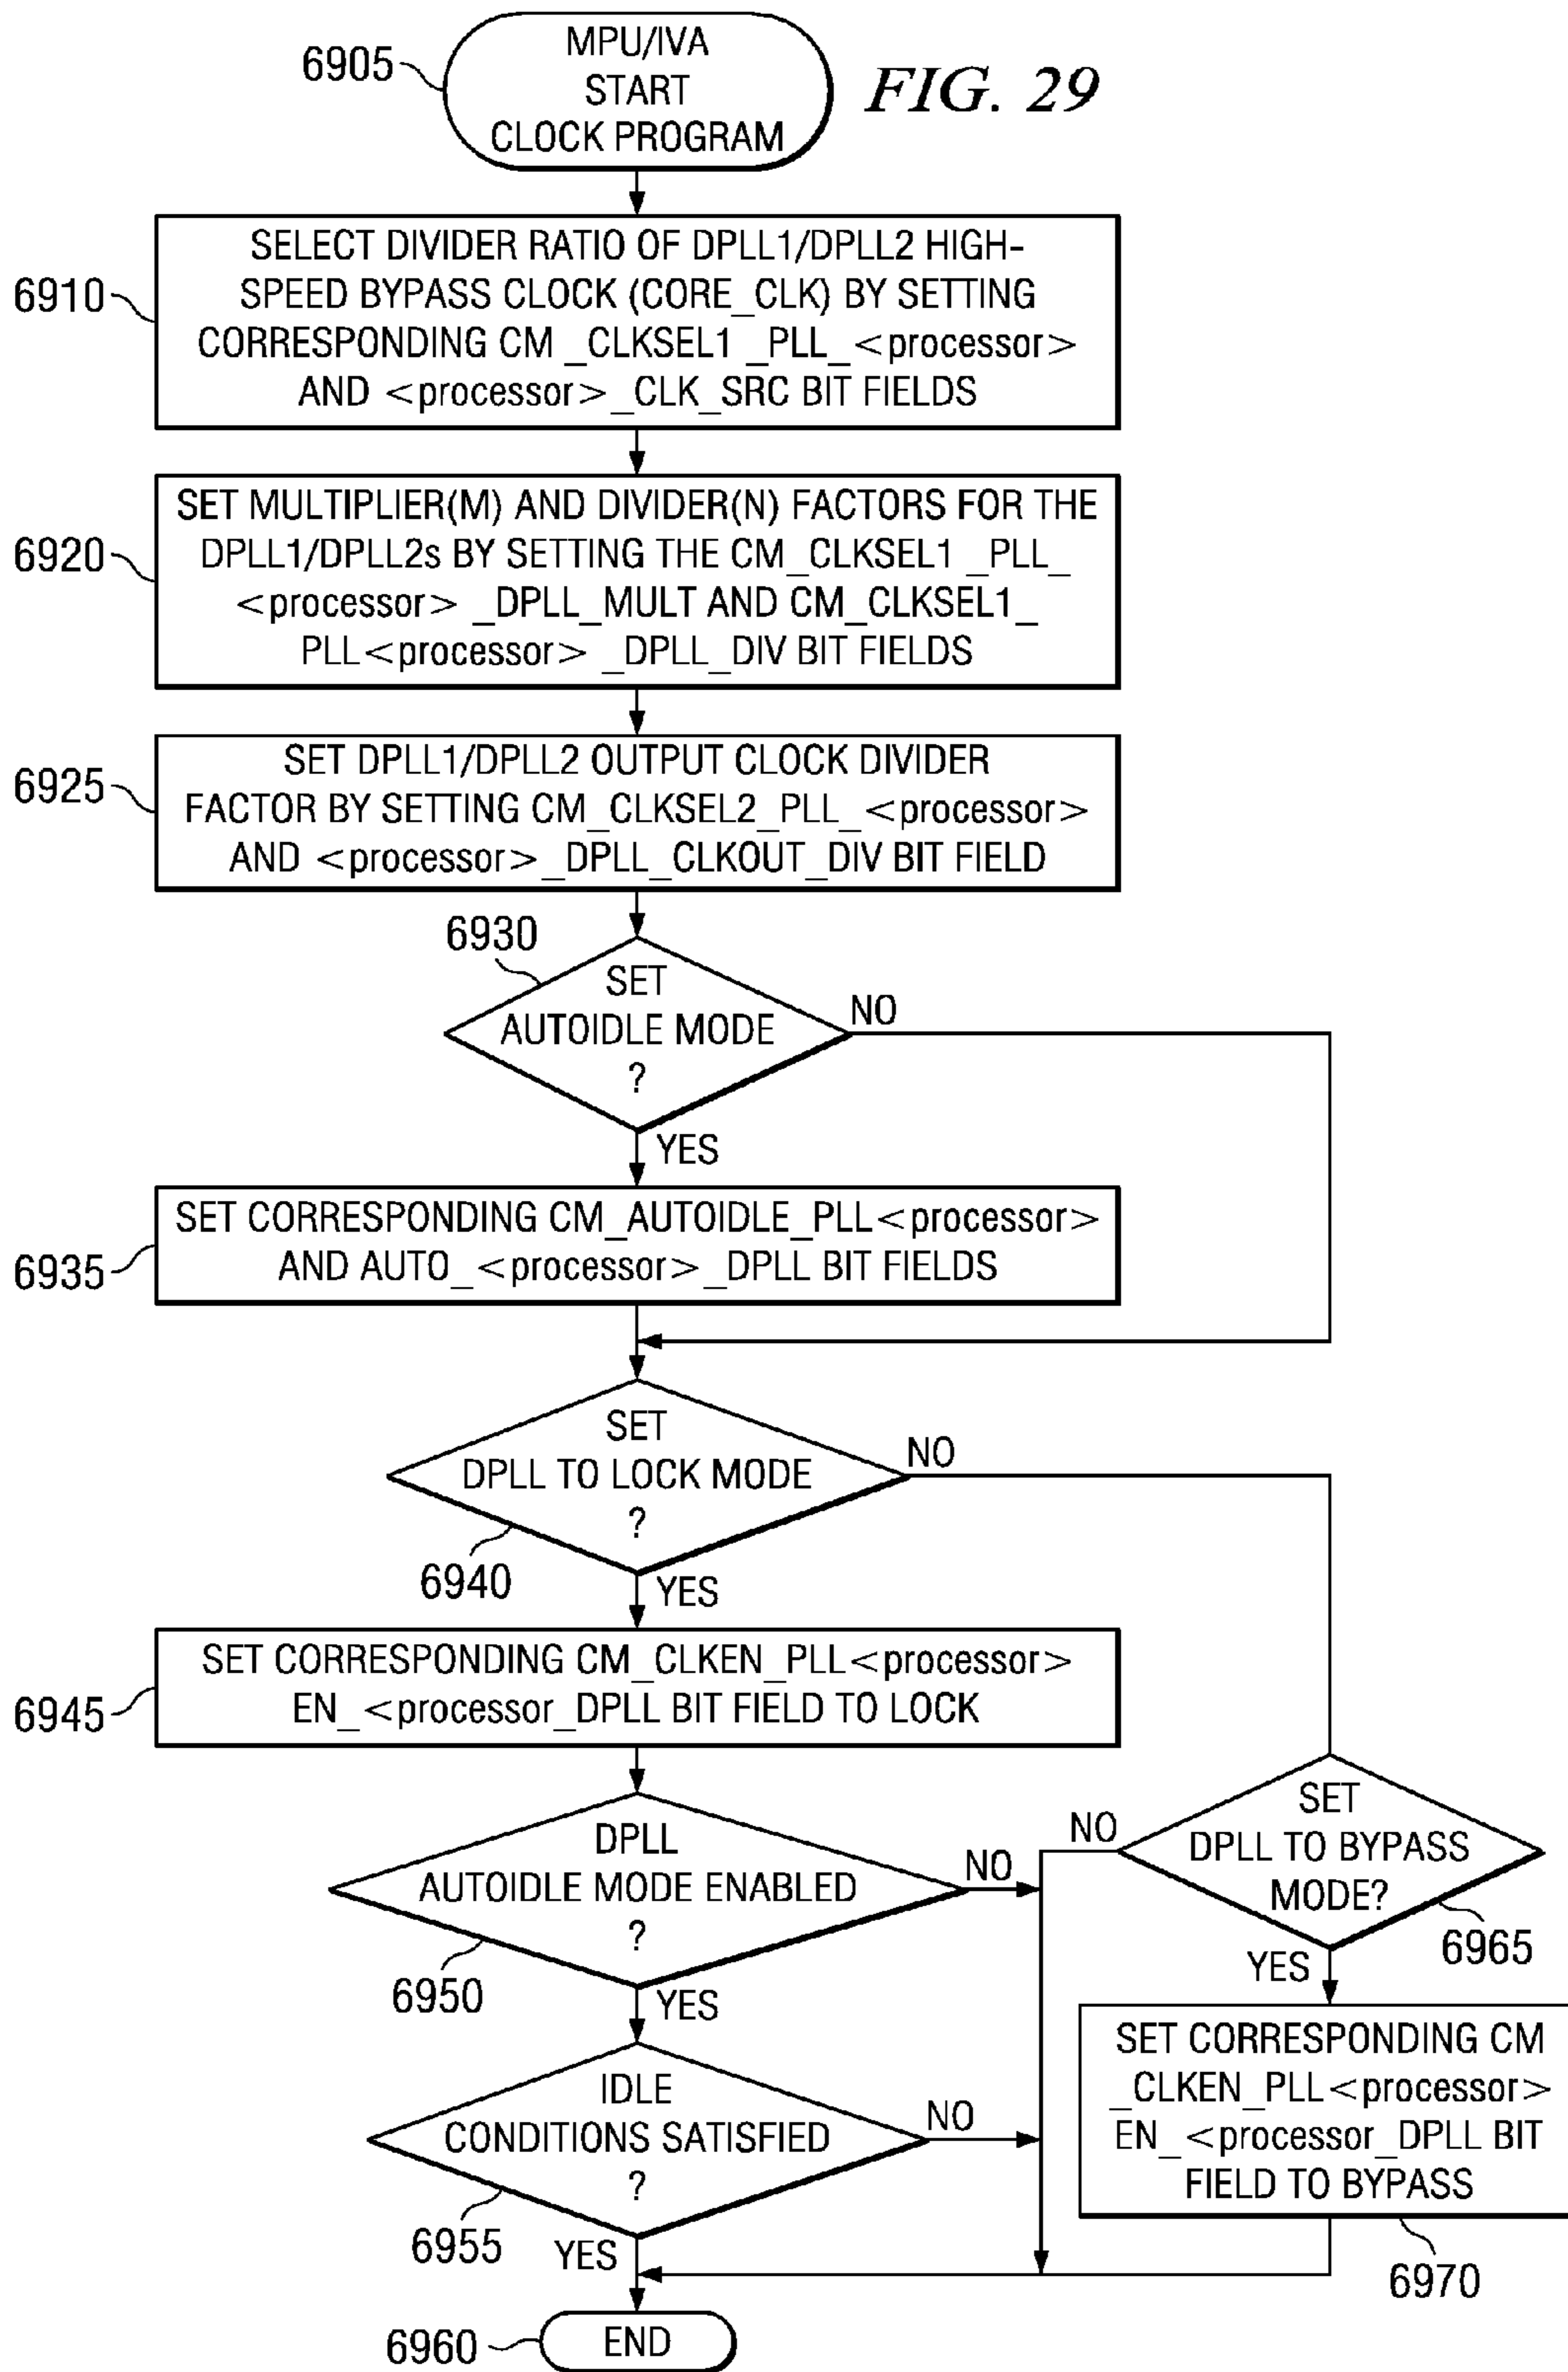 6905
MPU/IVA
START
CLOCK PROGRAM
FIG. 29
6910
SELECT DIVIDER RATIO OF DPLL1/DPLL2 HIGH-
SPEED BYPASS CLOCK (CORE_CLK) BY SETTING
CORRESPONDING CM _CLKSEL1 _PLL_<processor>
AND <processor>_CLK_SRC BIT FIELDS
6920
SET MULTIPLIER(M) AND DIVIDER(N) FACTORS FOR THE
DPLL1/DPLL2s BY SETTING THE CM_CLKSEL1 _PLL_
<processor> _DPLL_MULT AND CM_CLKSEL1_
PLL<processor> _DPLL_DIV BIT FIELDS
6925
SET DPLL1/DPLL2 OUTPUT CLOCK DIVIDER
FACTOR BY SETTING CM_CLKSEL2_PLL_<processor>
AND <processor>_DPLL_CLKOUT_DIV BIT FIELD
6930
SET
AUTOIDLE MODE
?
NO
YES
6935
SET CORRESPONDING CM_AUTOIDLE_PLL<processor>
AND AUTO_<processor>_DPLL BIT FIELDS
SET
DPLL TO LOCK MODE
?
NO
6940
YES
6945
SET CORRESPONDING CM_CLKEN_PLL<processor>
EN_<processor_DPLL BIT FIELD TO LOCK
DPLL
AUTOIDLE MODE ENABLED
?
NO
6950
YES
NO
SET
DPLL TO BYPASS
MODE?
6965
YES
IDLE
CONDITIONS SATISFIED
?
NO
6955
YES
SET CORRESPONDING CM
_CLKEN_PLL<processor>
EN_<processor_DPLL BIT
FIELD TO BYPASS
6970
6960
END